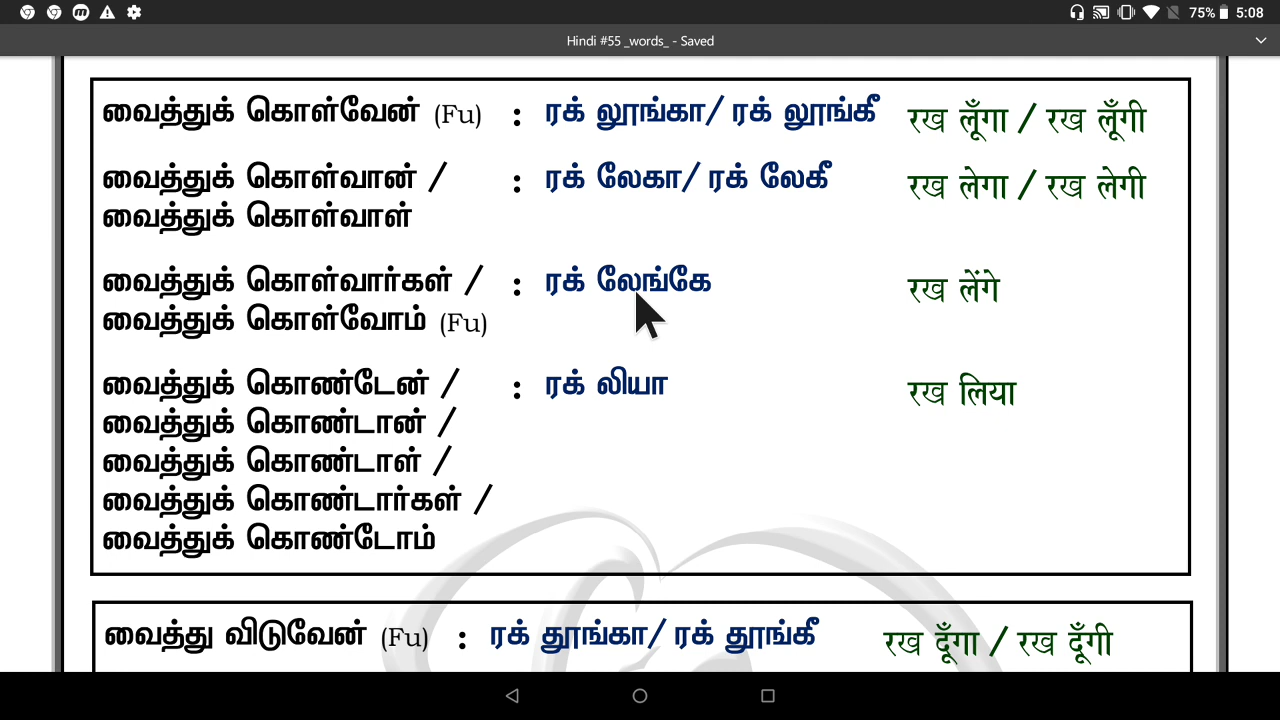 75% 5:08
Hindi #55 _words_ - Saved
வைத்துக் கொள்வேன் (Fu) : ரக் லூங்கா/ ரக் லூங்கீ रख लूँगा / रख लूँगी
வைத்துக் கொள்வான் / : ரக் லேகா/ ரக் லேகீ रख लेगा / रख लेगी
வைத்துக் கொள்வாள்
வைத்துக் கொள்வார்கள் / : ரக் லேங்கே रख लेंगे
வைத்துக் கொள்வோம் (Fu)
வைத்துக் கொண்டேன் / : ரக் லியா रख लिया
வைத்துக் கொண்டான் /
வைத்துக் கொண்டாள் /
வைத்துக் கொண்டார்கள் /
வைத்துக் கொண்டோம்
வைத்து விடுவேன் (Fu) : ரக் தூங்கா/ ரக் தூங்கீ रख दूँगा / रख दूँगी